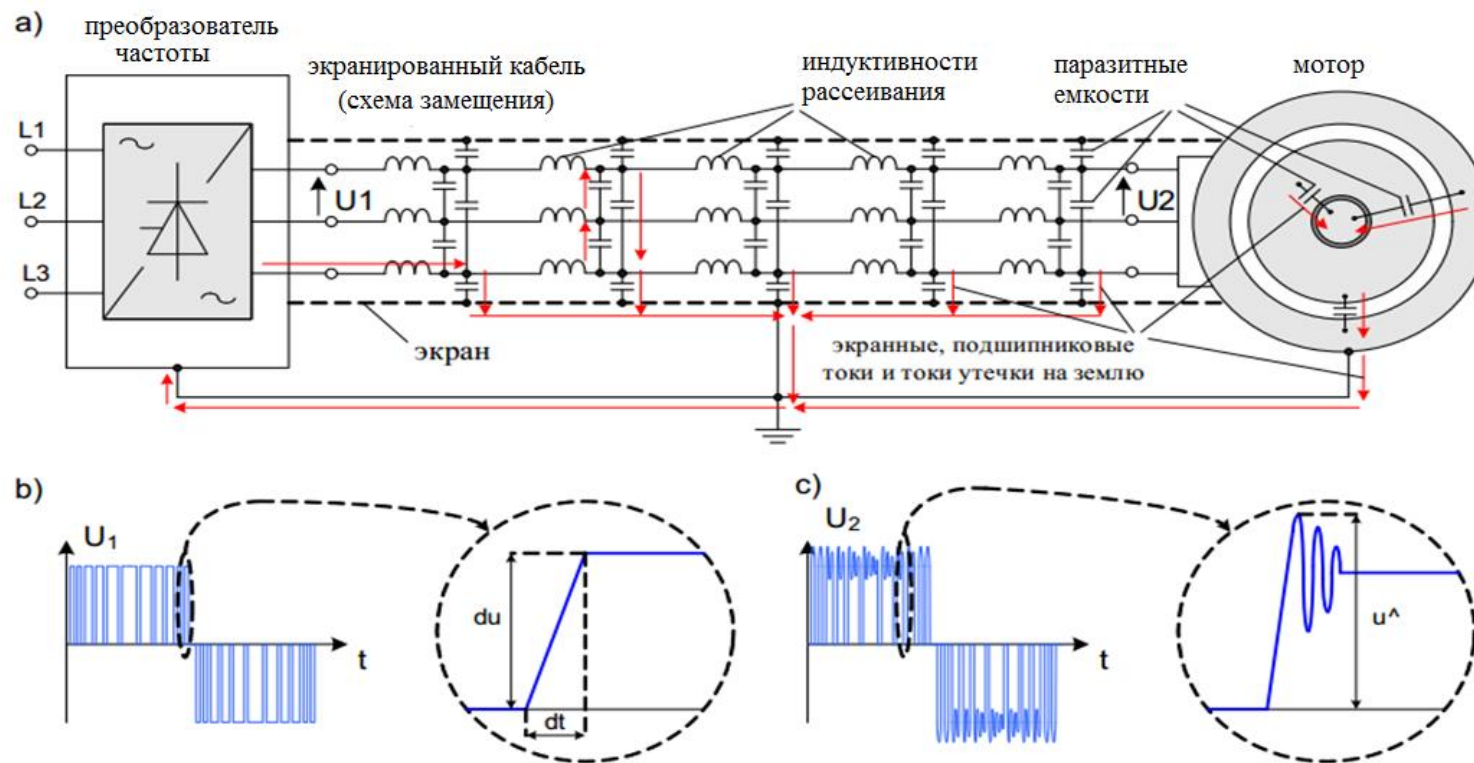 a)
преобразователь
частоты
экранированный кабель
(схема замещения)
индуктивности
рассеивания
паразитные
емкости
мотор
L1
L2
L3
U1
U2
экран
экранные, подшипниковые
токи и токи утечки на землю
b)
U1
t
du
dt
c)
U2
t
u^